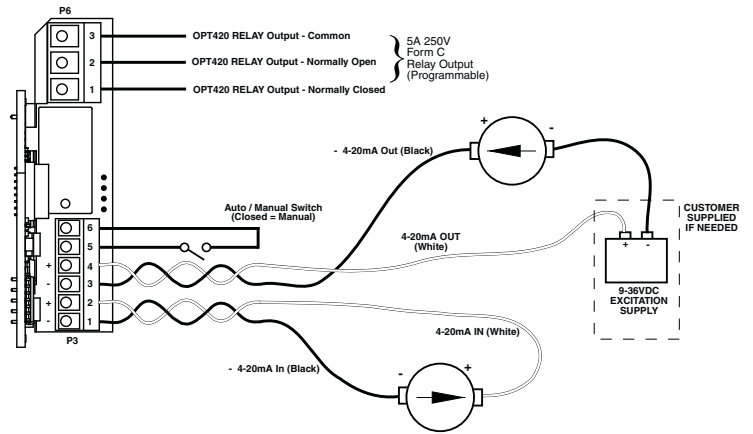 P6
3
OPT420 RELAY Output - Common
2
OPT420 RELAY Output - Normally Open
1
OPT420 RELAY Output - Normally Closed
5A 250V
Form C
Relay Output
(Programmable)
+
-
- 4-20mA Out (Black)
Auto / Manual Switch
(Closed = Manual)
CUSTOMER
SUPPLIED
IF NEEDED
6
5
+ 4
- 3
+ 2
- 1
P3
4-20mA OUT
(White)
+ -
9-36VDC
EXCITATION
SUPPLY
4-20mA IN (White)
- 4-20mA In (Black)
-
+